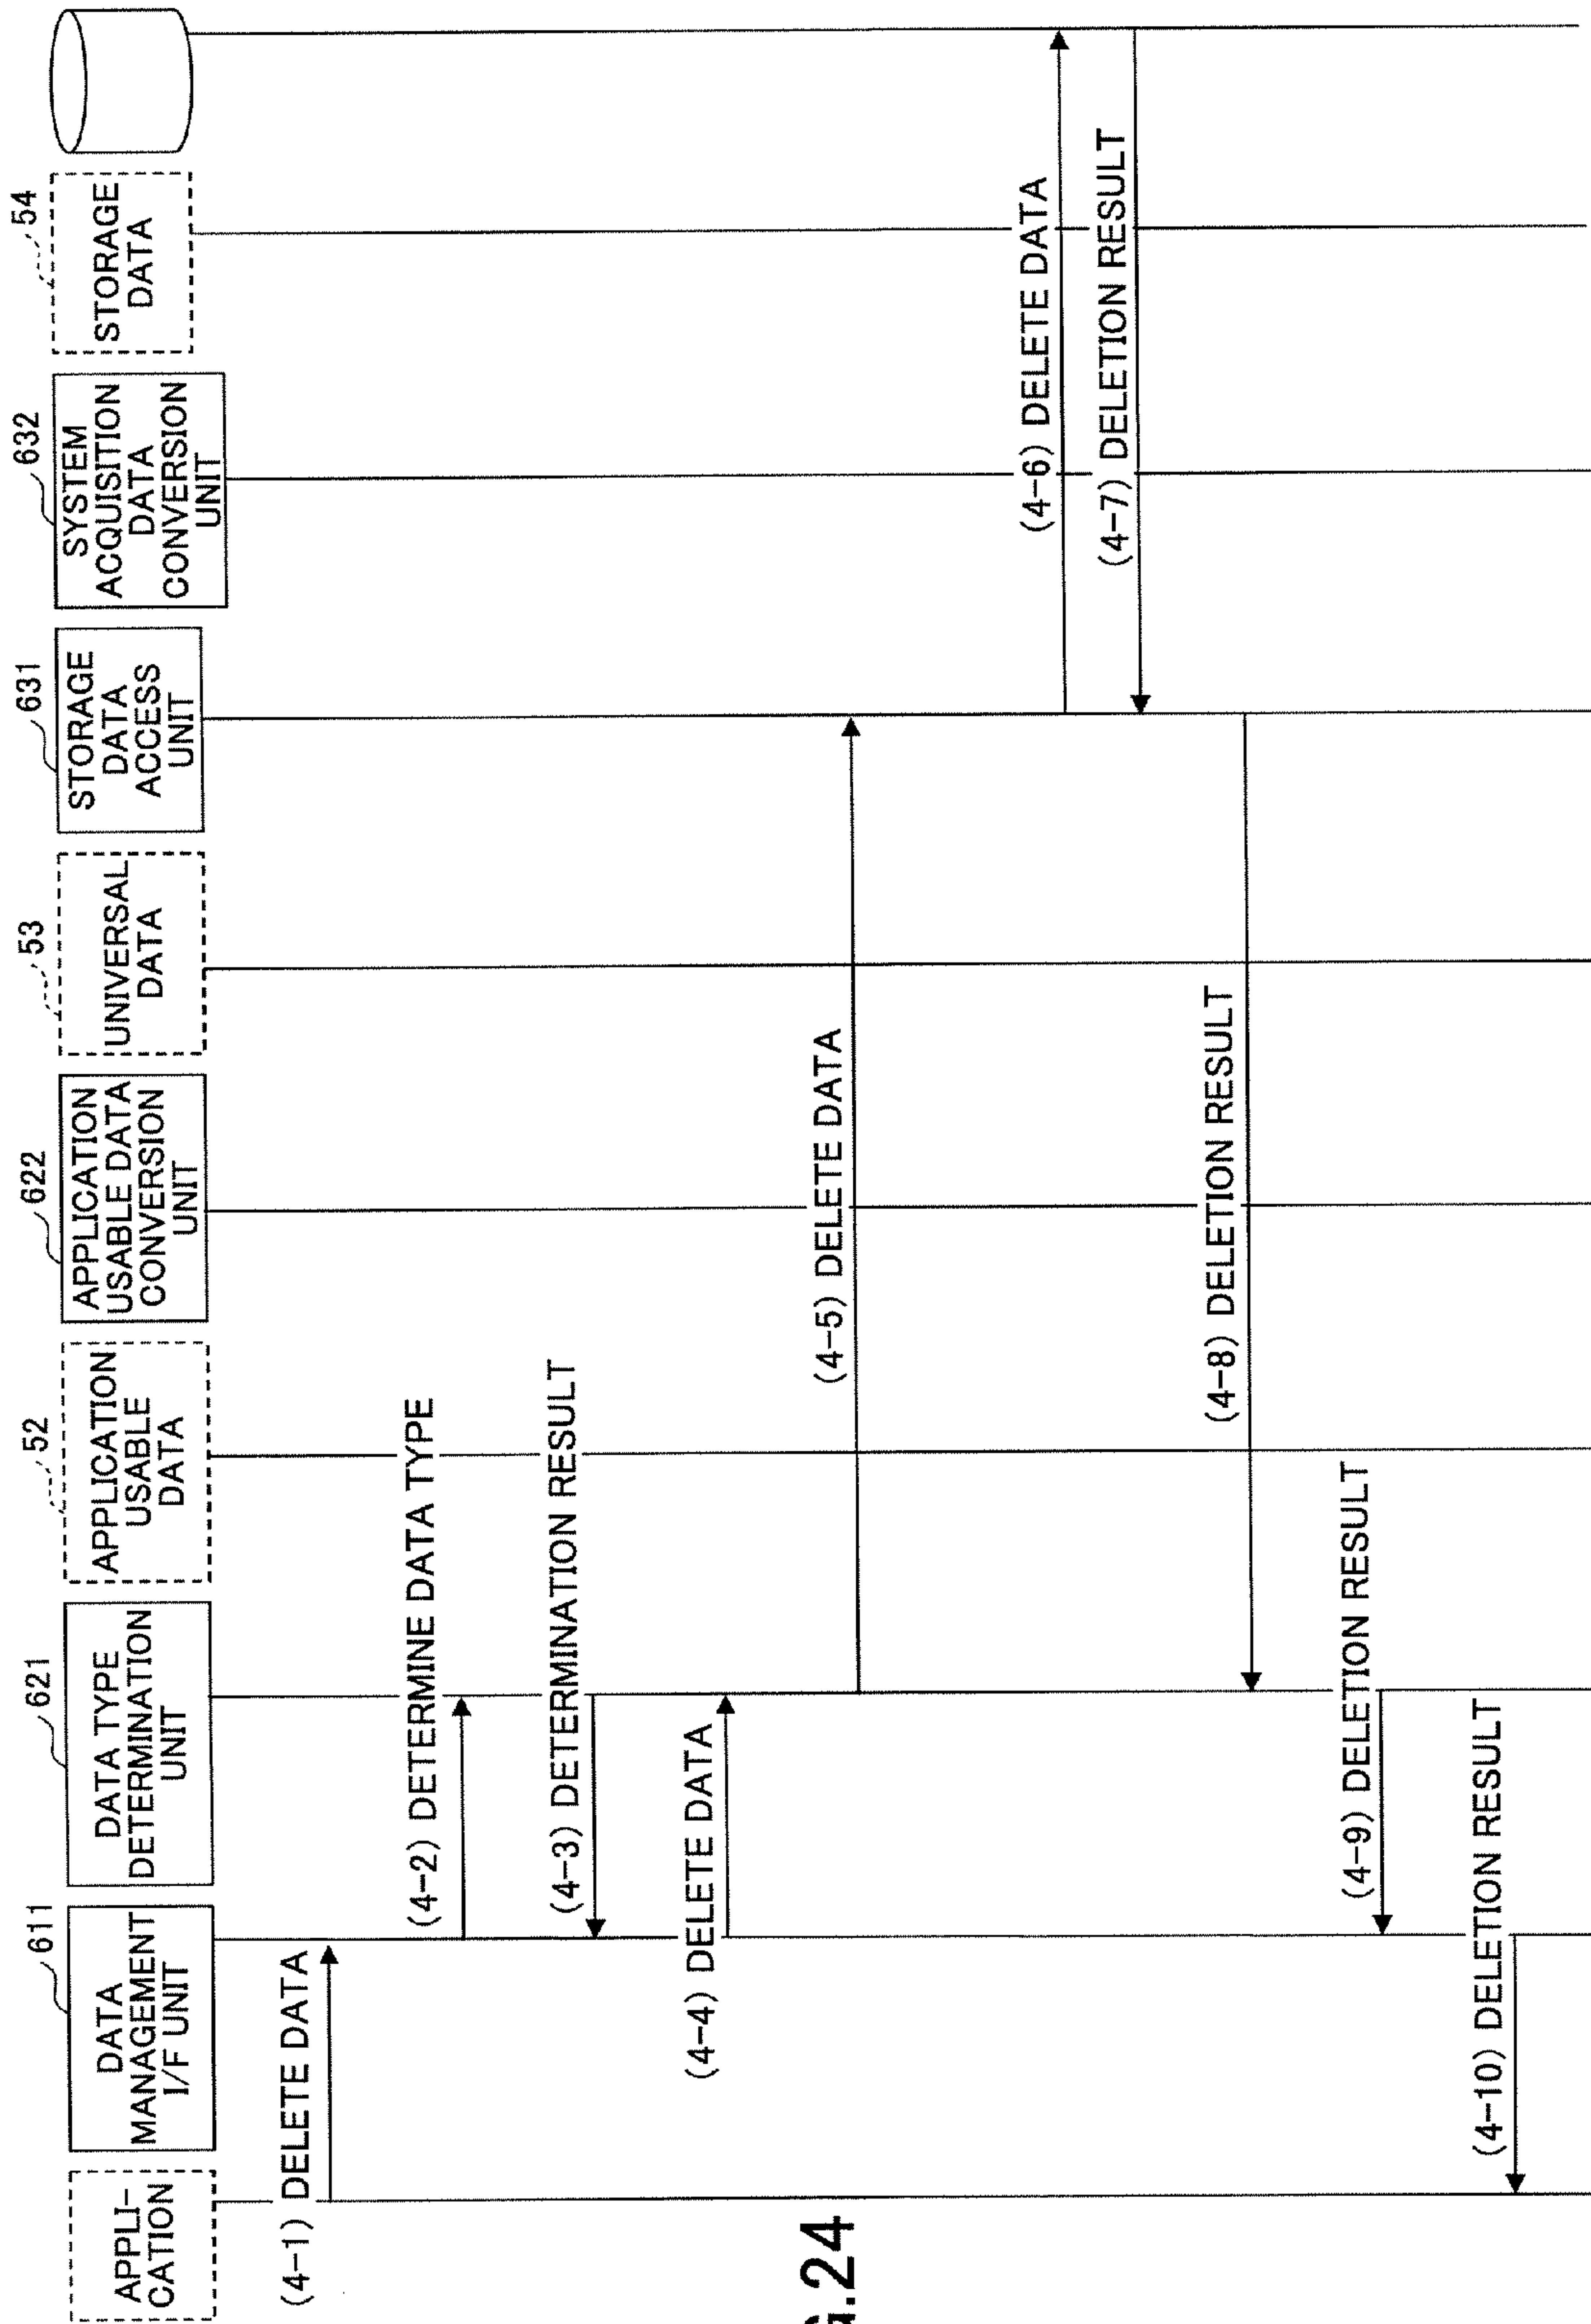 APPLI-
CATION
611
DATA
MANAGEMENT
I/F UNIT
621
DATA TYPE
DETERMINATION
UNIT
52
APPLICATION
USABLE
DATA
622
APPLICATION
USABLE DATA
CONVERSION
UNIT
53
UNIVERSAL
DATA
631
STORAGE
DATA
ACCESS
UNIT
632
SYSTEM
ACQUISITION
DATA
CONVERSION
UNIT
54
STORAGE
DATA
(4-1) DELETE DATA
(4-2) DETERMINE DATA TYPE
(4-3) DETERMINATION RESULT
(4-4) DELETE DATA
(4-5) DELETE DATA
(4-6) DELETE DATA
(4-7) DELETION RESULT
(4-8) DELETION RESULT
(4-9) DELETION RESULT
(4-10) DELETION RESULT
.24